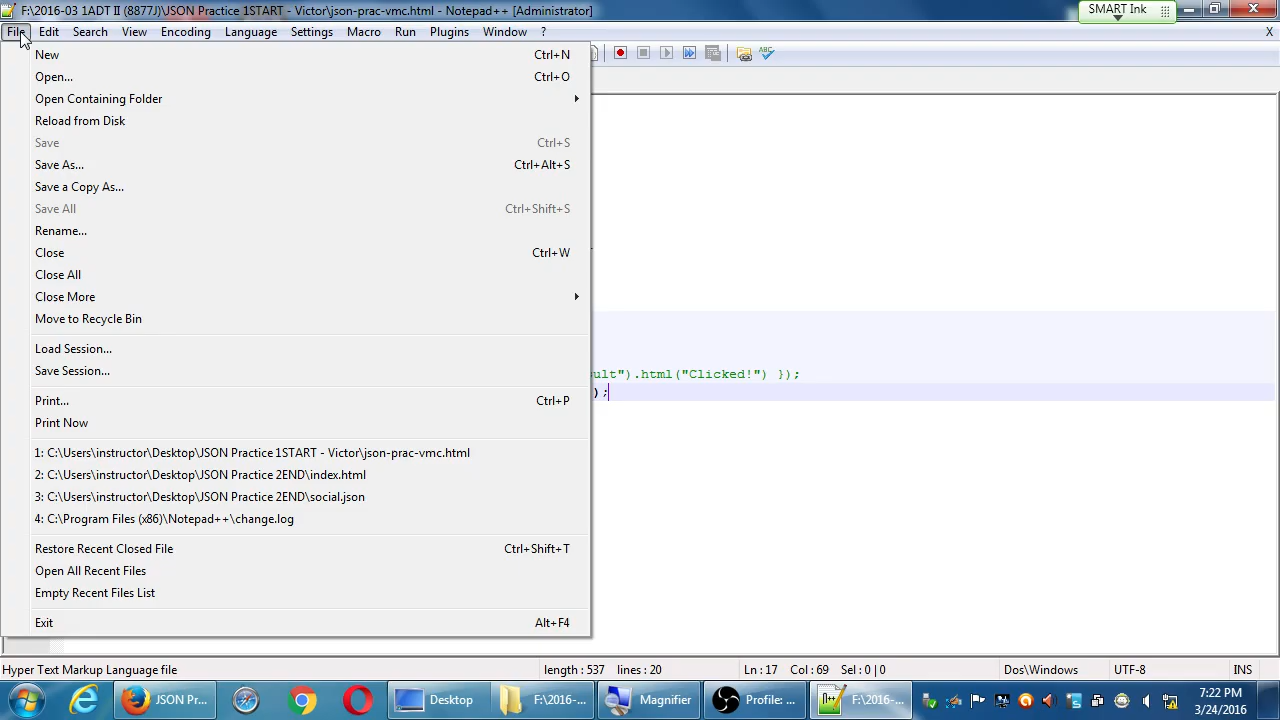 F:\2016-03 1ADT II (8877J)\JSON Practice 1START - Victor\json-prac-vmc.html - Notepad++ [Administrator]
SMART Ink
File Edit Search View Encoding Language Settings Macro Run Plugins Window ? X
New Ctrl+N
Open... Ctrl+O
Open Containing Folder
Reload from Disk
Save Ctrl+S
Save As... Ctrl+Alt+S
Save a Copy As...
Save All Ctrl+Shift+S
Rename...
Close Ctrl+W
Close All
Close More
Move to Recycle Bin
Load Session...
Save Session...
Print... Ctrl+P
Print Now
1: C:\Users\instructor\Desktop\JSON Practice 1START - Victor\json-prac-vmc.html
2: C:\Users\instructor\Desktop\JSON Practice 2END\index.html
3: C:\Users\instructor\Desktop\JSON Practice 2END\social.json
4: C:\Program Files (x86)\Notepad++\change.log
Restore Recent Closed File Ctrl+Shift+T
Open All Recent Files
Empty Recent Files List
Exit Alt+F4
ult").html("Clicked!") });
);
Hyper Text Markup Language file length : 537 lines : 20 Ln : 17 Col : 69 Sel : 0 | 0 Dos\Windows UTF-8 INS
JSON Pr... Desktop F:\2016-... Magnifier Profile: ... F:\2016-...
7:22 PM
3/24/2016